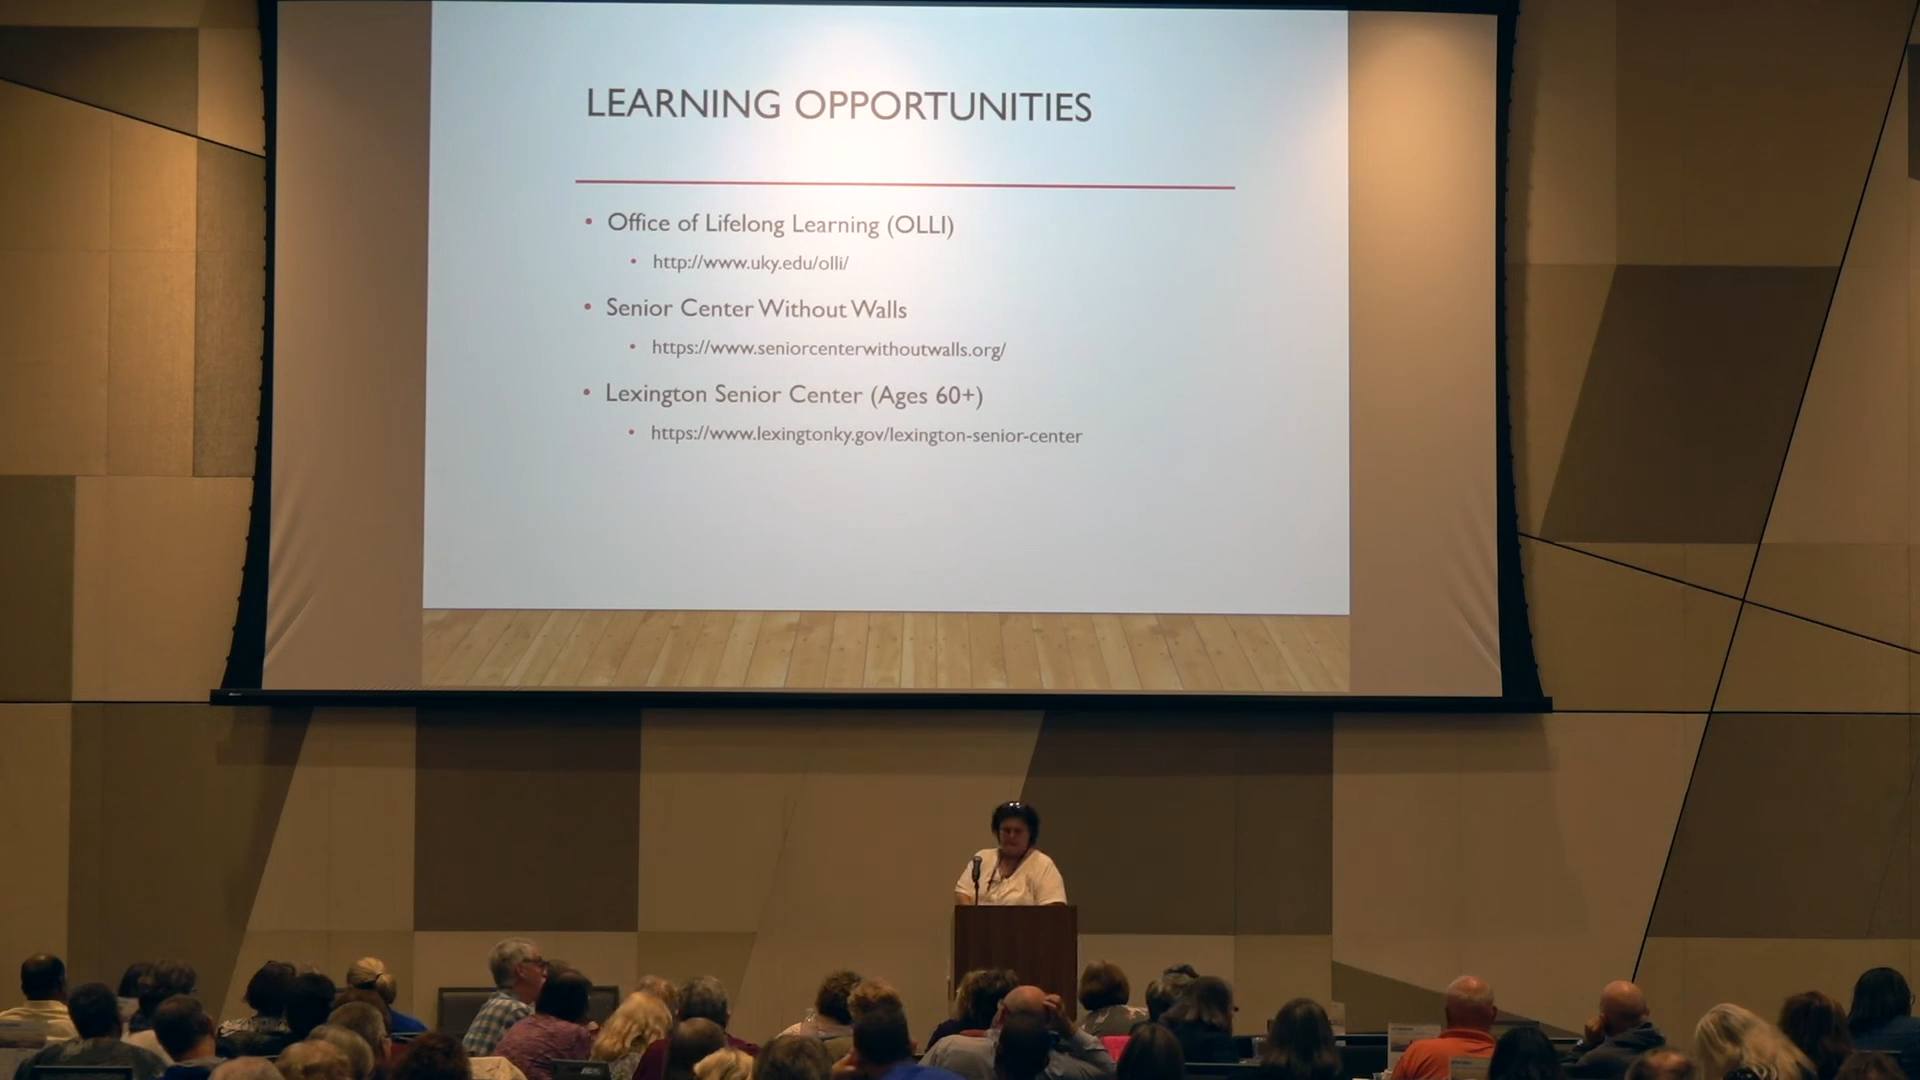 LEARNING OPPORTUNITIES
• Office of Lifelong Learning (OLLI)
• http://www.uky.edu/olli/
• Senior Center Without Walls
• https://www.seniorcenterwithoutwalls.org/
• Lexington Senior Center (Ages 60+)
• https://www.lexingtonky.gov/lexington-senior-center